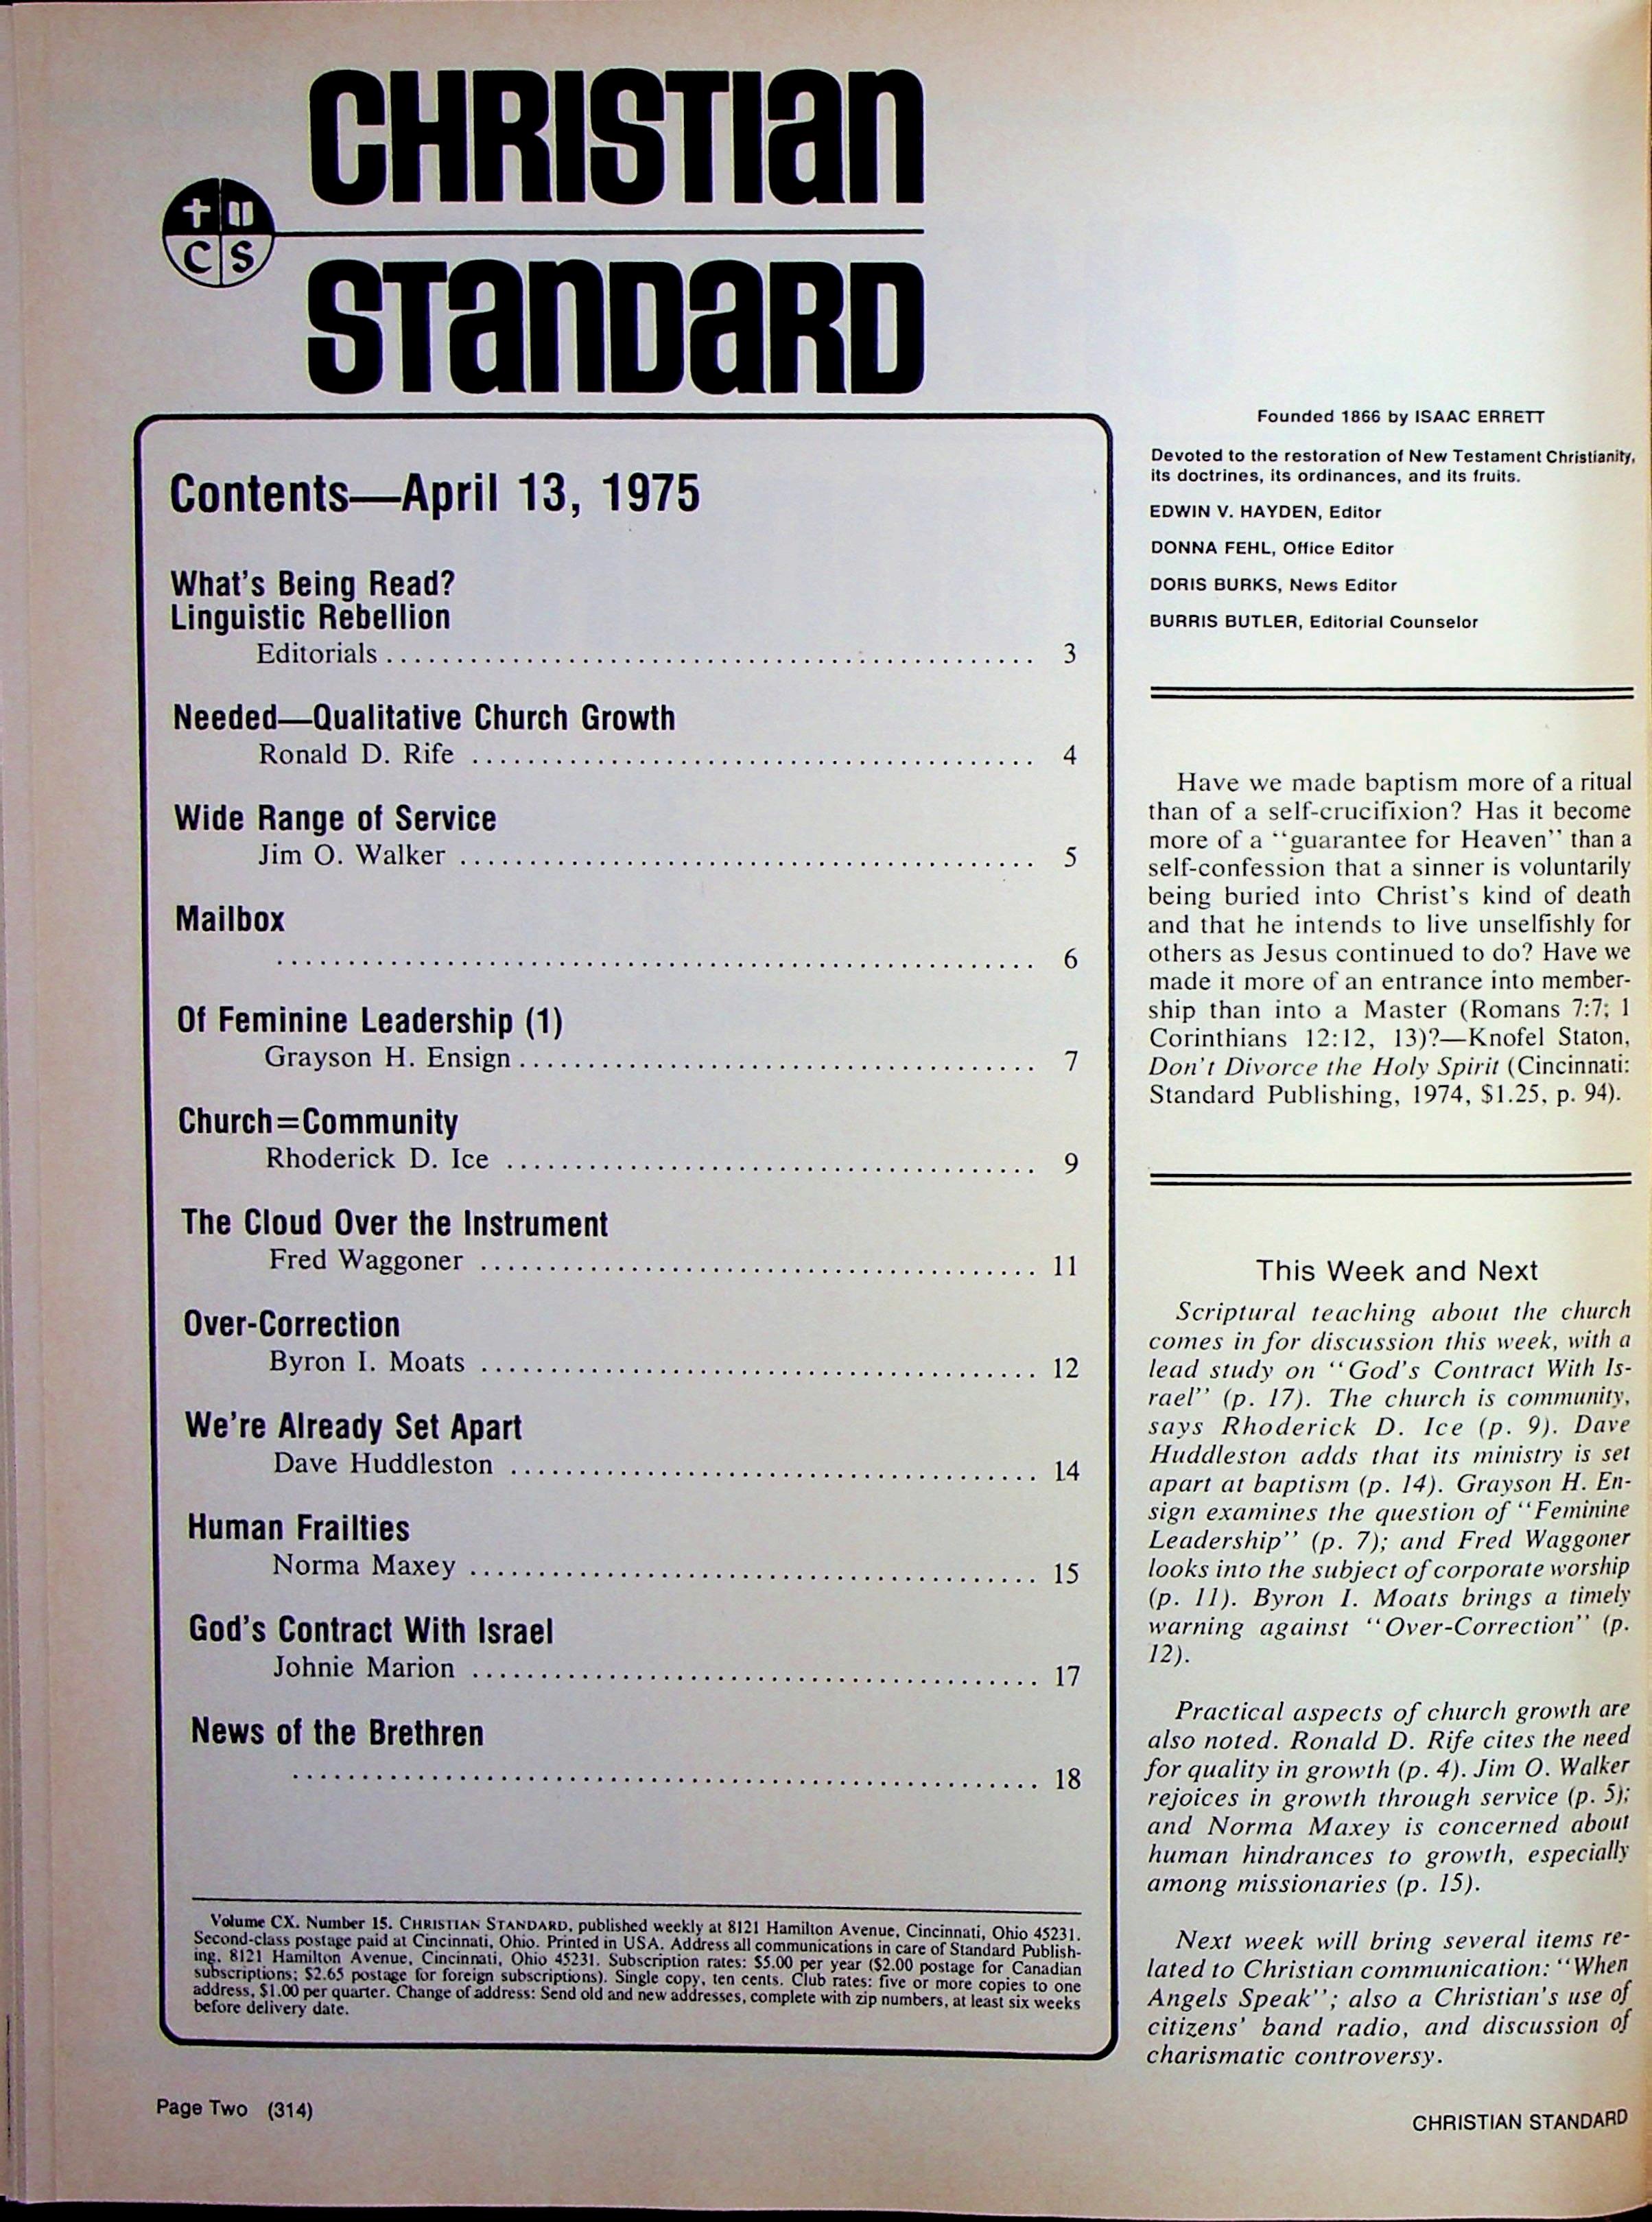 CHRISTIan
STanDaRD
C S
Contents—April 13, 1975
What's Being Read?
Linguistic Rebellion
Editorials ........ 3
Needed—Qualitative Church Growth
Ronald D. Rife ........ 4
Wide Range of Service
Jim O. Walker ........ 5
Mailbox
........ 6
Of Feminine Leadership (1)
Grayson H. Ensign ........ 7
Church=Community
Rhoderick D. Ice ........ 9
The Cloud Over the Instrument
Fred Waggoner ........ 11
Over-Correction
Byron I. Moats ........ 12
We're Already Set Apart
Dave Huddleston ........ 14
Human Frailties
Norma Maxey ........ 15
God's Contract With Israel
Johnie Marion ........ 17
News of the Brethren
........ 18
Volume CX. Number 15. CHRISTIAN STANDARD, published weekly at 8121 Hamilton Avenue, Cincinnati, Ohio 45231.
Second-class postage paid at Cincinnati, Ohio. Printed in USA. Address all communications in care of Standard Publish-
ing, 8121 Hamilton Avenue, Cincinnati, Ohio 45231. Subscription rates: $5.00 per year ($2.00 postage for Canadian
subscriptions; $2.65 postage for foreign subscriptions). Single copy, ten cents. Club rates: five or more copies to one
address, $1.00 per quarter. Change of address: Send old and new addresses, complete with zip numbers, at least six weeks
before delivery date.
Founded 1866 by ISAAC ERRETT
Devoted to the restoration of New Testament Christianity,
its doctrines, its ordinances, and its fruits.
EDWIN V. HAYDEN, Editor
DONNA FEHL, Office Editor
DORIS BURKS, News Editor
BURRIS BUTLER, Editorial Counselor
Have we made baptism more of a ritual
than of a self-crucifixion? Has it become
more of a "guarantee for Heaven" than a
self-confession that a sinner is voluntarily
being buried into Christ's kind of death
and that he intends to live unselfishly for
others as Jesus continued to do? Have we
made it more of an entrance into member-
ship than into a Master (Romans 7:7; 1
Corinthians 12:12, 13)?—Knofel Staton,
Don't Divorce the Holy Spirit (Cincinnati:
Standard Publishing, 1974, $1.25, p. 94).
This Week and Next
Scriptural teaching about the church
comes in for discussion this week, with a
lead study on "God's Contract With Is-
rael" (p. 17). The church is community,
says Rhoderick D. Ice (p. 9). Dave
Huddleston adds that its ministry is set
apart at baptism (p. 14). Grayson H. En-
sign examines the question of "Feminine
Leadership" (p. 7); and Fred Waggoner
looks into the subject of corporate worship
(p. 11). Byron I. Moats brings a timely
warning against "Over-Correction" (p.
12).
Practical aspects of church growth are
also noted. Ronald D. Rife cites the need
for quality in growth (p. 4). Jim O. Walker
rejoices in growth through service (p. 5);
and Norma Maxey is concerned about
human hindrances to growth, especially
among missionaries (p. 15).
Next week will bring several items re-
lated to Christian communication: "When
Angels Speak"; also a Christian's use of
citizens' band radio, and discussion of
charismatic controversy.
Page Two (314)
CHRISTIAN STANDARD